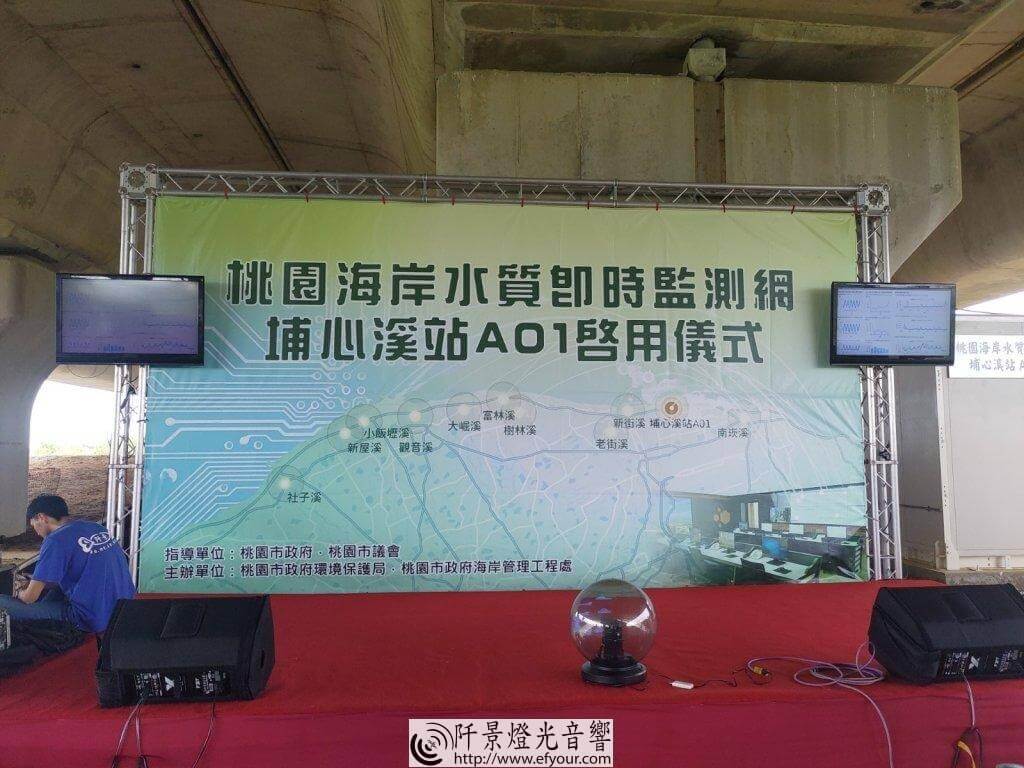 桃園海岸水質即時監測網
埔心溪站A01啓用儀式
桃園海岸水質
埔心溪站A
富林溪
大崛溪
樹林溪
小飯壢溪
新屋溪
觀音溪
新街溪
埔心溪站A01
老街溪
南崁溪
社子溪
指導單位：桃園市政府．桃園市議會
主辦單位：桃園市政府環境保護局．桃園市政府海岸管理工程處
阡景燈光音響
http://www.efyour.com